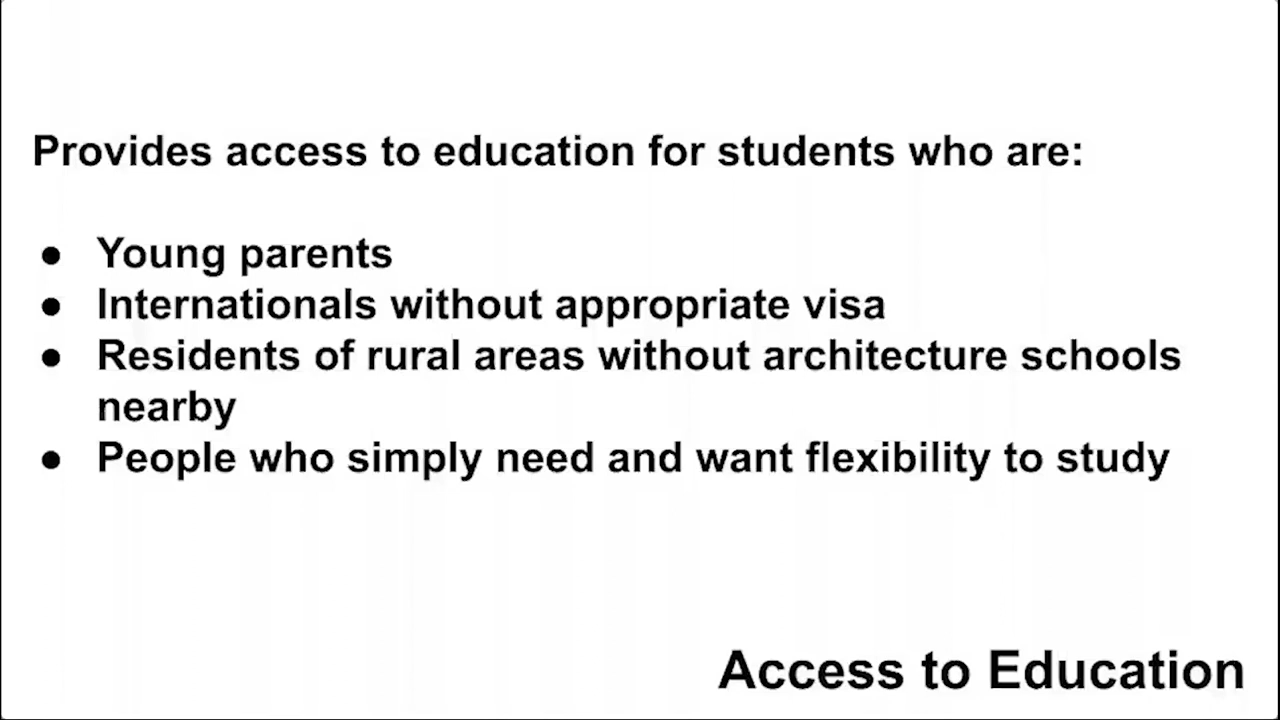 Provides access to education for students who are:
● Young parents
● Internationals without appropriate visa
● Residents of rural areas without architecture schools
nearby
● People who simply need and want flexibility to study
Access to Education